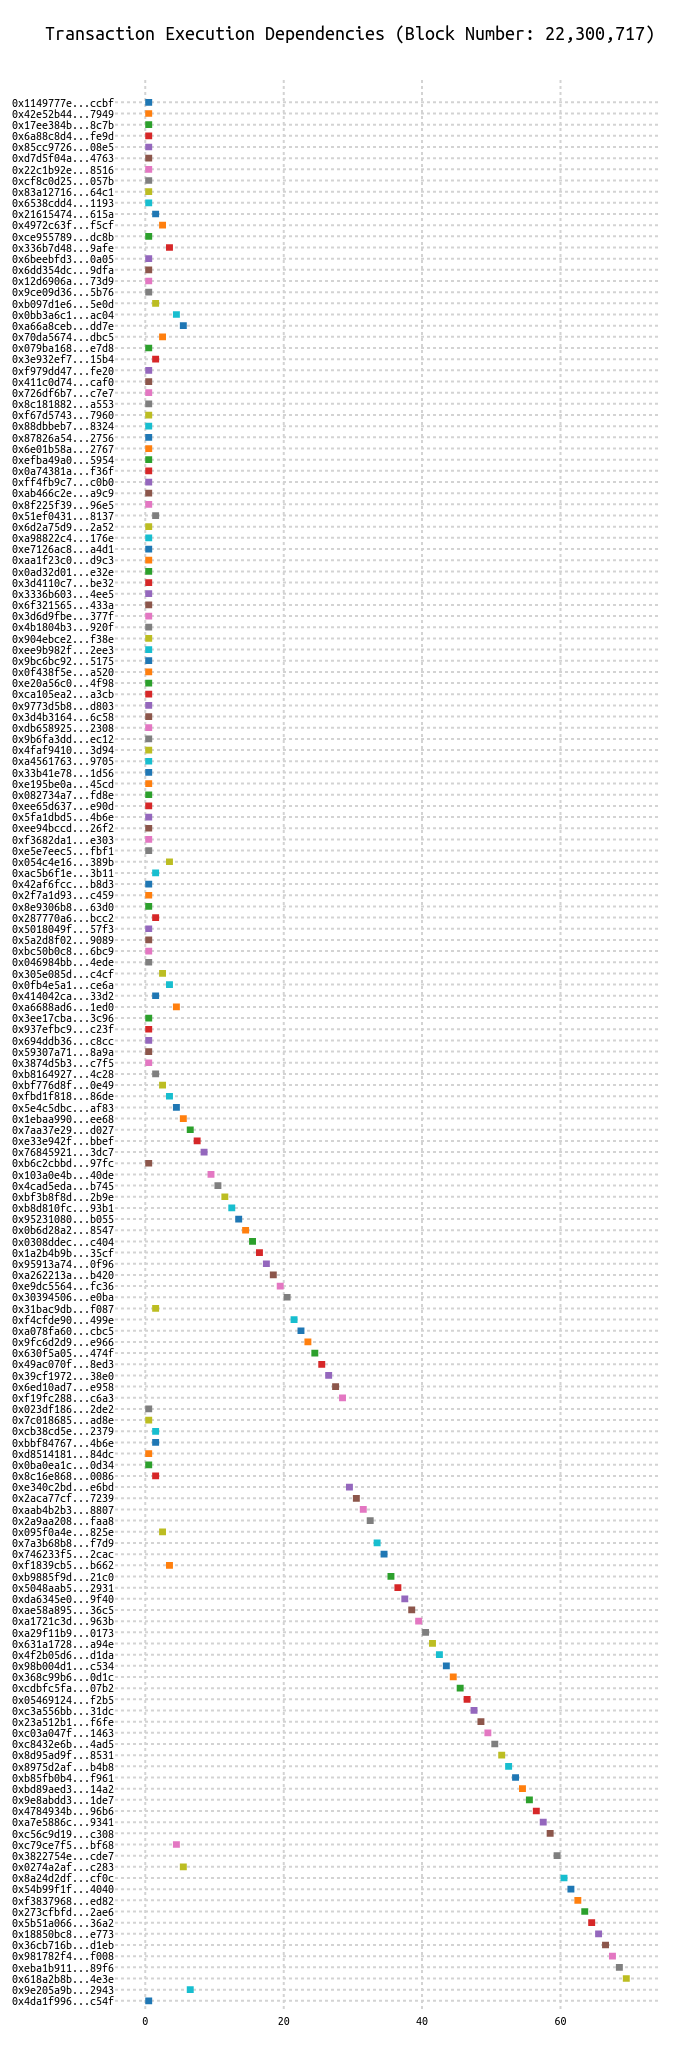 Transaction Execution Dependencies (Block Number: 22,300,717)
0x1149777e...ccbf
0x42e52b44...7949
0x17ee384b...8c7b
0x6a88c8d4...fe9d
0x85cc9726...08e5
0xd7d5f04a...4763
0x22c1b92e...8516
0xcf8c0d25...057b
0x83a12716...64c1
0x6538cdd4...1193
0x21615474...615a
0x4972c63f...f5cf
0xce955789...dc8b
0x336b7d48...9afe
0x6beebfd3...0a05
0x6dd354dc...9dfa
0x12d6906a...73d9
0x9ce09d36...5b76
0xb097d1e6...5e0d
0x0bb3a6c1...ac04
0xa66a8ceb...dd7e
0x70da5674...dbc5
0x079ba168...e7d8
0x3e932ef7...15b4
0xf979dd47...fe20
0x411c0d74...caf0
0x726df6b7...c7e7
0x8c181882...a553
0xf67d5743...7960
0x88dbbeb7...8324
0x87826a54...2756
0x6e01b58a...2767
0xefba49a0...5954
0x0a74381a...f36f
0xff4fb9c7...c0b0
0xab466c2e...a9c9
0x8f225f39...96e5
0x51ef0431...8137
0x6d2a75d9...2a52
0xa98822c4...176e
0xe7126ac8...a4d1
0xaa1f23c0...d9c3
0x0ad32d01...e32e
0x3d4110c7...be32
0x3336b603...4ee5
0x6f321565...433a
0x3d6d9fbe...377f
0x4b1804b3...920f
0x904ebce2...f38e
0xee9b982f...2ee3
0x9bc6bc92...5175
0x0f438f5e...a520
0xe20a56c0...4f98
0xca105ea2...a3cb
0x9773d5b8...d803
0x3d4b3164...6c58
0xdb658925...2308
0x9b6fa3dd...ec12
0x4faf9410...3d94
0xa4561763...9705
0x33b41e78...1d56
0xe195be0a...45cd
0x082734a7...fd8e
0xee65d637...e90d
0x5fa1dbd5...4b6e
0xee94bccd...26f2
0xf3682da1...e303
0xe5e7eec5...fbf1
0x054c4e16...389b
0xac5b6f1e...3b11
0x42af6fcc...b8d3
0x2f7a1d93...c459
0x8e9306b8...63d0
0x287770a6...bcc2
0x5018049f...57f3
0x5a2d8f02...9089
0xbc50b0c8...6bc9
0x046984bb...4ede
0x305e085d...c4cf
0x0fb4e5a1...ce6a
0x414042ca...33d2
0xa6688ad6...1ed0
0x3ee17cba...3c96
0x937efbc9...c23f
0x694ddb36...c8cc
0x59307a71...8a9a
0x3874d5b3...c7f5
0xb8164927...4c28
0xbf776d8f...0e49
0xfbd1f818...86de
0x5e4c5dbc...af83
0x1ebaa990...ee68
0x7aa37e29...d027
0xe33e942f...bbef
0x76845921...3dc7
0xb6c2cbbd...97fc
0x103a0e4b...40de
0x4cad5eda...b745
0xbf3b8f8d...2b9e
0xb8d810fc...93b1
0x95231080...b055
0x0b6d28a2...8547
0x0308ddec...c404
0x1a2b4b9b...35cf
0x95913a74...0f96
0xa262213a...b420
0xe9dc5564...fc36
0x30394506...e0ba
0x31bac9db...f087
0xf4cfde90...499e
0xa078fa60...cbc5
0x9fc6d2d9...e966
0x630f5a05...474f
0x49ac070f...8ed3
0x39cf1972...38e0
0x6ed10ad7...e958
0xf19fc288...c6a3
0x023df186...2de2
0x7c018685...ad8e
0xcb38cd5e...2379
0xbbf84767...4b6e
0xd8514181...84dc
0x0ba0ea1c...0d34
0x8c16e868...0086
0xe340c2bd...e6bd
0x2aca77cf...7239
0xaab4b2b3...8807
0x2a9aa208...faa8
0x095f0a4e...825e
0x7a3b68b8...f7d9
0x746233f5...2cac
0xf1839cb5...b662
0xb9885f9d...21c0
0x5048aab5...2931
0xda6345e0...9f40
0xae58a895...36c5
0xa1721c3d...963b
0xa29f11b9...0173
0x631a1728...a94e
0x4f2b05d6...d1da
0x98b004d1...c534
0x368c99b6...0d1c
0xcdbfc5fa...07b2
0x05469124...f2b5
0xc3a556bb...31dc
0x23a512b1...f6fe
0xc03a047f...1463
0xc8432e6b...4ad5
0x8d95ad9f...8531
0x8975d2af...b4b8
0xb85fb0b4...f961
0xbd89aed3...14a2
0x9e8abdd3...1de7
0x4784934b...96b6
0xa7e5886c...9341
0xc56c9d19...c308
0xc79ce7f5...bf68
0x3822754e...cde7
0x0274a2af...c283
0x8a24d2df...cf0c
0x54b99f1f...4040
0xf3837968...ed82
0x273cfbfd...2ae6
0x5b51a066...36a2
0x18850bc8...e773
0x36cb716b...d1eb
0x981782f4...f008
0xeba1b911...89f6
0x618a2b8b...4e3e
0x9e205a9b...2943
0x4da1f996...c54f
0 20 40 60